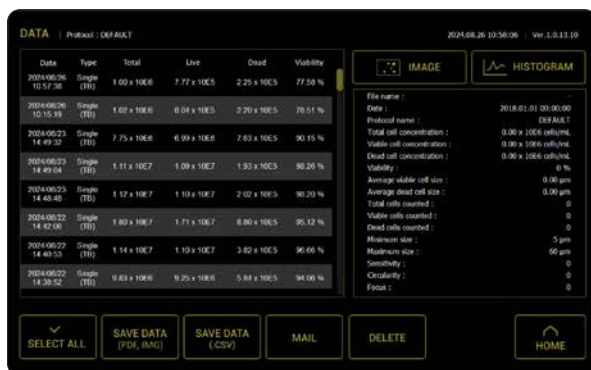 DATA | Protocol : DEFAULT 2024.08.26 10:58:06 | Ver.1.0.13.10
Date Type Total Live Dead Viability
2024/08/26 10:57:38 Single (TB) 1.00 x 10E6 7.77 x 10E5 2.25 x 10E5 77.58 %
2024/08/26 10:15:19 Single (TB) 1.02 x 10E6 8.04 x 10E5 2.20 x 10E5 78.51 %
2024/08/23 14:49:32 Single (TB) 7.75 x 10E6 6.99 x 10E6 7.63 x 10E5 90.15 %
2024/08/23 14:49:04 Single (TB) 1.11 x 10E7 1.09 x 10E7 1.93 x 10E5 98.26 %
2024/08/23 14:48:48 Single (TB) 1.12 x 10E7 1.10 x 10E7 2.02 x 10E5 98.20 %
2024/08/22 14:42:06 Single (TB) 1.80 x 10E7 1.71 x 10E7 8.80 x 10E5 95.12 %
2024/08/22 14:40:53 Single (TB) 1.14 x 10E7 1.10 x 10E7 3.82 x 10E5 96.66 %
2024/08/22 14:38:52 Single (TB) 9.83 x 10E6 9.25 x 10E6 5.84 x 10E5 94.06 %
IMAGE
HISTOGRAM
File name : -
Date : 2018.01.01 00:00:00
Protocol name : DEFAULT
Total cell concentration : 0.00 x 10E6 cells/mL
Viable cell concentration : 0.00 x 10E6 cells/mL
Dead cell concentration : 0.00 x 10E6 cells/mL
Viability : 0 %
Average viable cell size : 0.00 μm
Average dead cell size : 0.00 μm
Total cells counted : 0
Viable cells counted : 0
Dead cells counted : 0
Minimum size : 5 μm
Maximum size : 60 μm
Sensitivity : 0
Circularity : 0
Focus : 0
SELECT ALL
SAVE DATA
(PDF, IMG)
SAVE DATA
(.CSV)
MAIL
DELETE
HOME